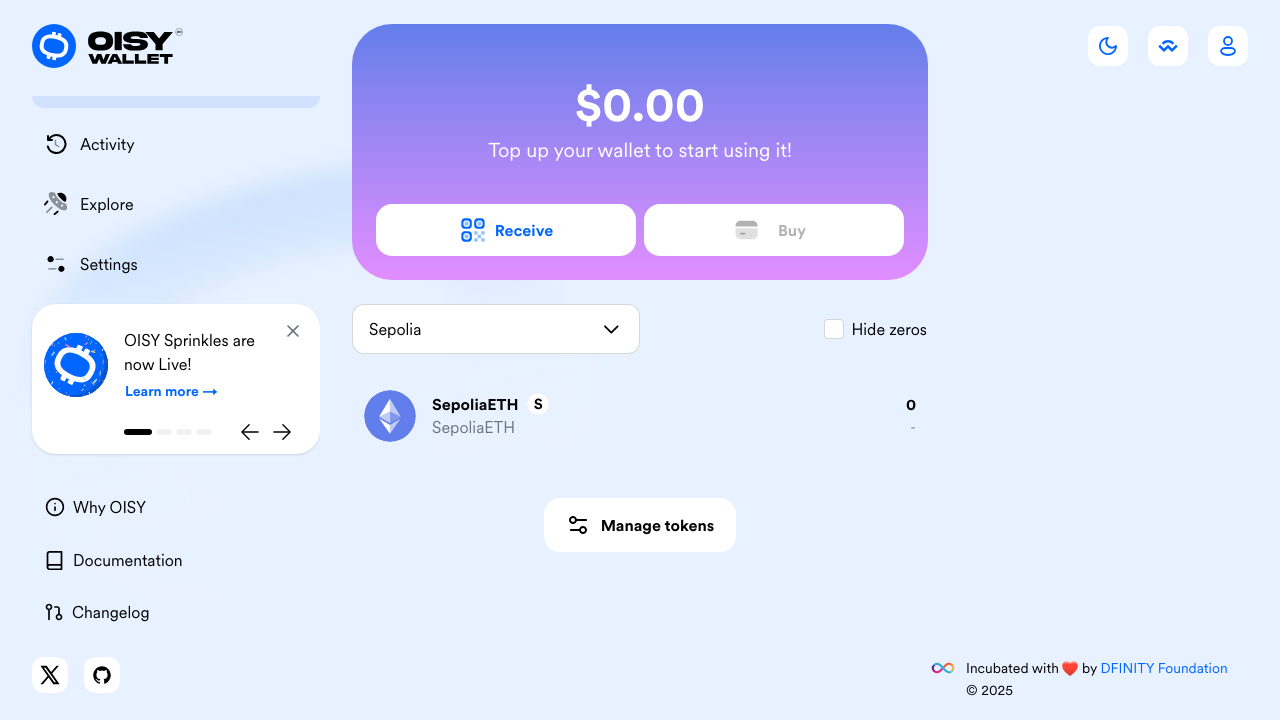 OISY
WALLET
Activity
Explore
Settings
OISY Sprinkles are
now Live!
Learn more →
Why OISY
Documentation
Changelog
$0.00
Top up your wallet to start using it!
Receive
Buy
Sepolia
Hide zeros
SepoliaETH S
0
SepoliaETH
-
Manage tokens
Incubated with ❤️ by DFINITY Foundation
© 2025